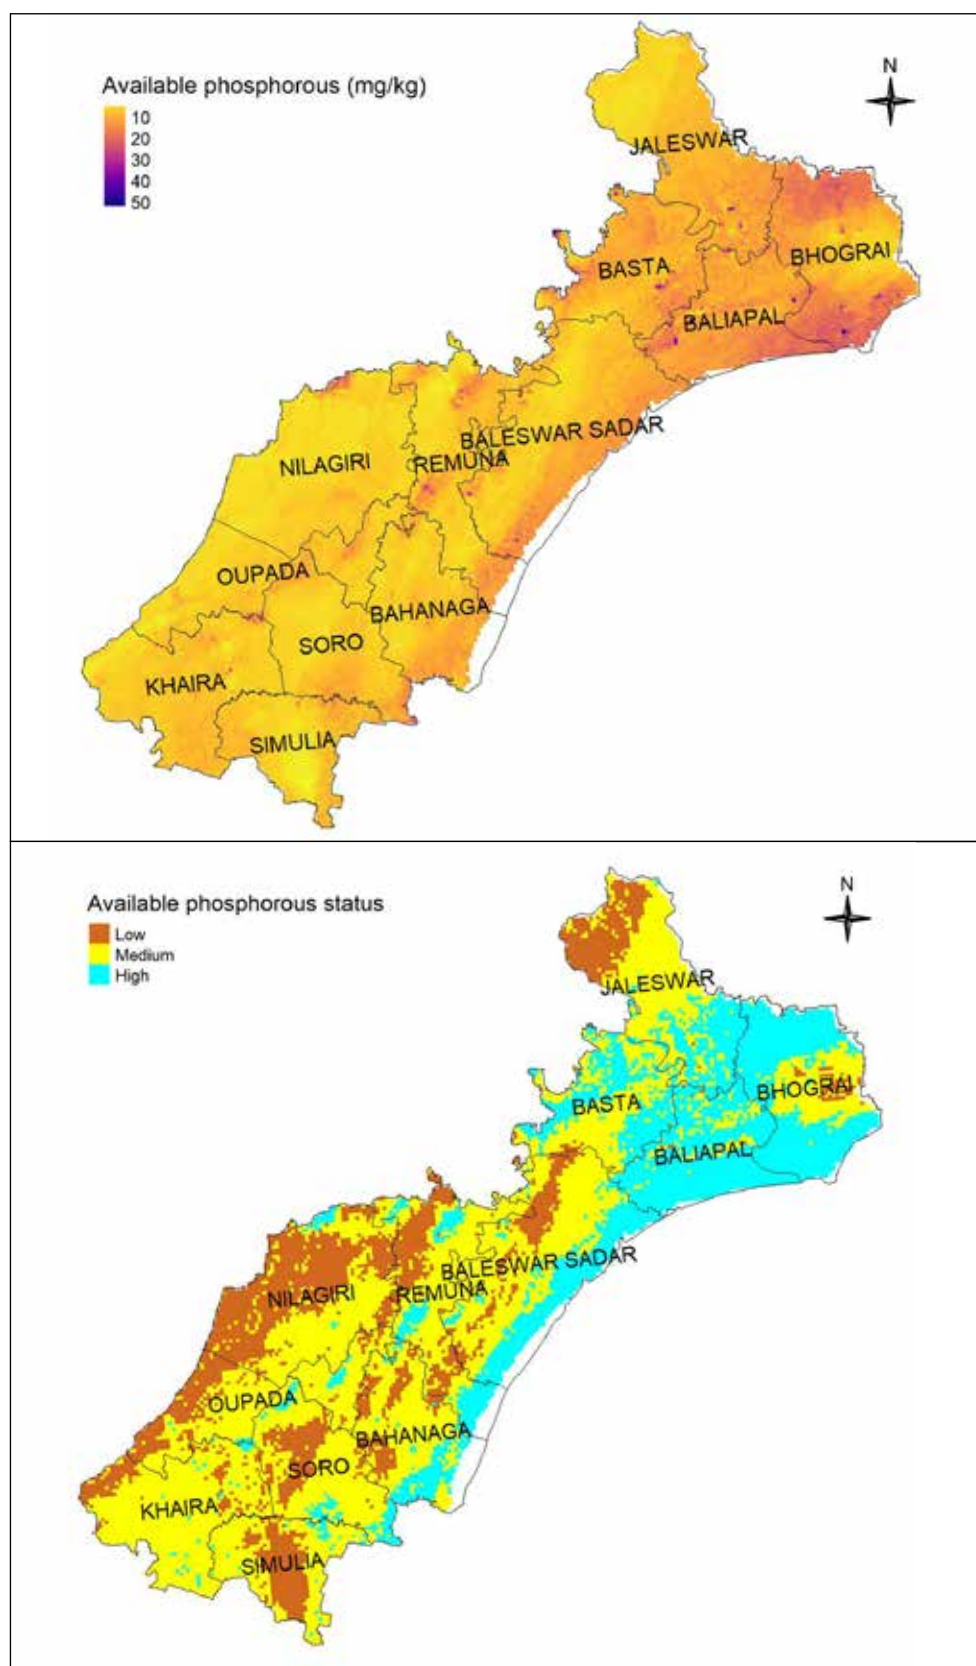 Available phosphorous (mg/kg)
10
20
30
40
50
N
JALESWAR
BHOGRAI
BASTA
BALIAPAL
BALESWAR SADAR
NILAGIRI
REMUNA
OUPADA
BAHANAGA
SORO
KHAIRA
SIMULIA
Available phosphorous status
Low
Medium
High
N
JALESWAR
BHOGRAI
BASTA
BALIAPAL
BALESWAR SADAR
NILAGIRI
REMUNA
OUPADA
BAHANAGA
SORO
KHAIRA
SIMULIA